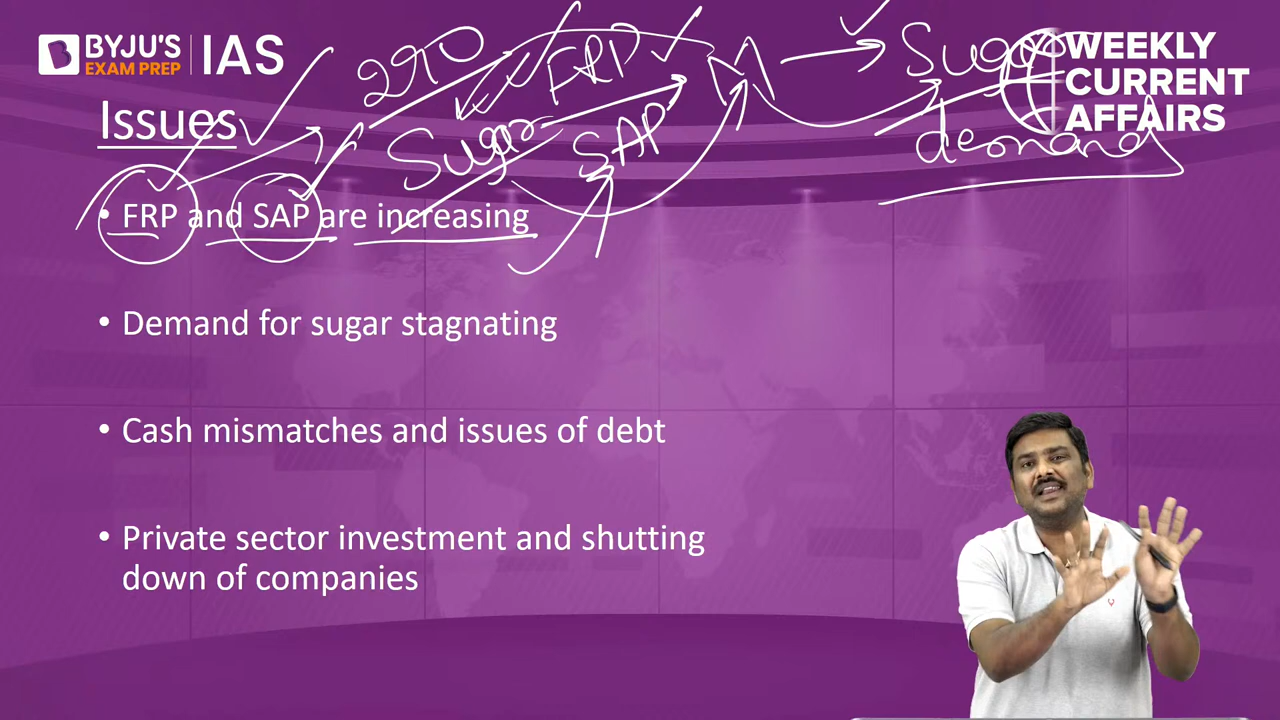 BYJU'S
EXAM PREP
IAS
WEEKLY
CURRENT
AFFAIRS
290
FRP
M
Sugar
Sugar
SAP
demand
Issues
• FRP and SAP are increasing
• Demand for sugar stagnating
• Cash mismatches and issues of debt
• Private sector investment and shutting
down of companies